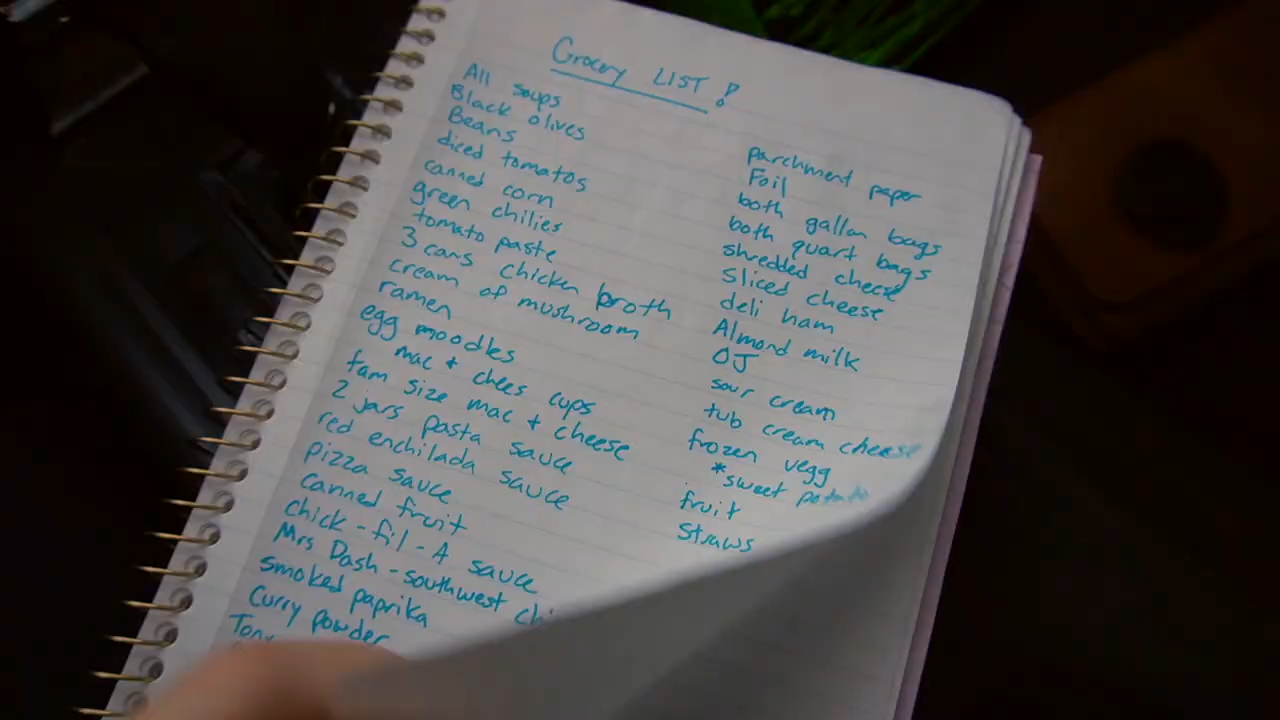 Grocery LIST!
All soups
Black olives
Beans
diced tomatos
canned corn
green chilies
tomato paste
3 cans chicken broth
cream of mushroom
ramen
egg moodles
mac + chees cups
fam size mac + cheese
2 jars pasta sauce
red enchilada sauce
pizza sauce
canned fruit
chick-fil-A sauce
Mrs Dash - southwest
smoked paprika
Curry powder
Tony
parchment paper
Foil
both gallon bags
both quart bags
shredded cheese
sliced cheese
deli ham
Almond milk
OJ
sour cream
tub cream cheese
frozen vegg
*sweet potato
fruit
Straws